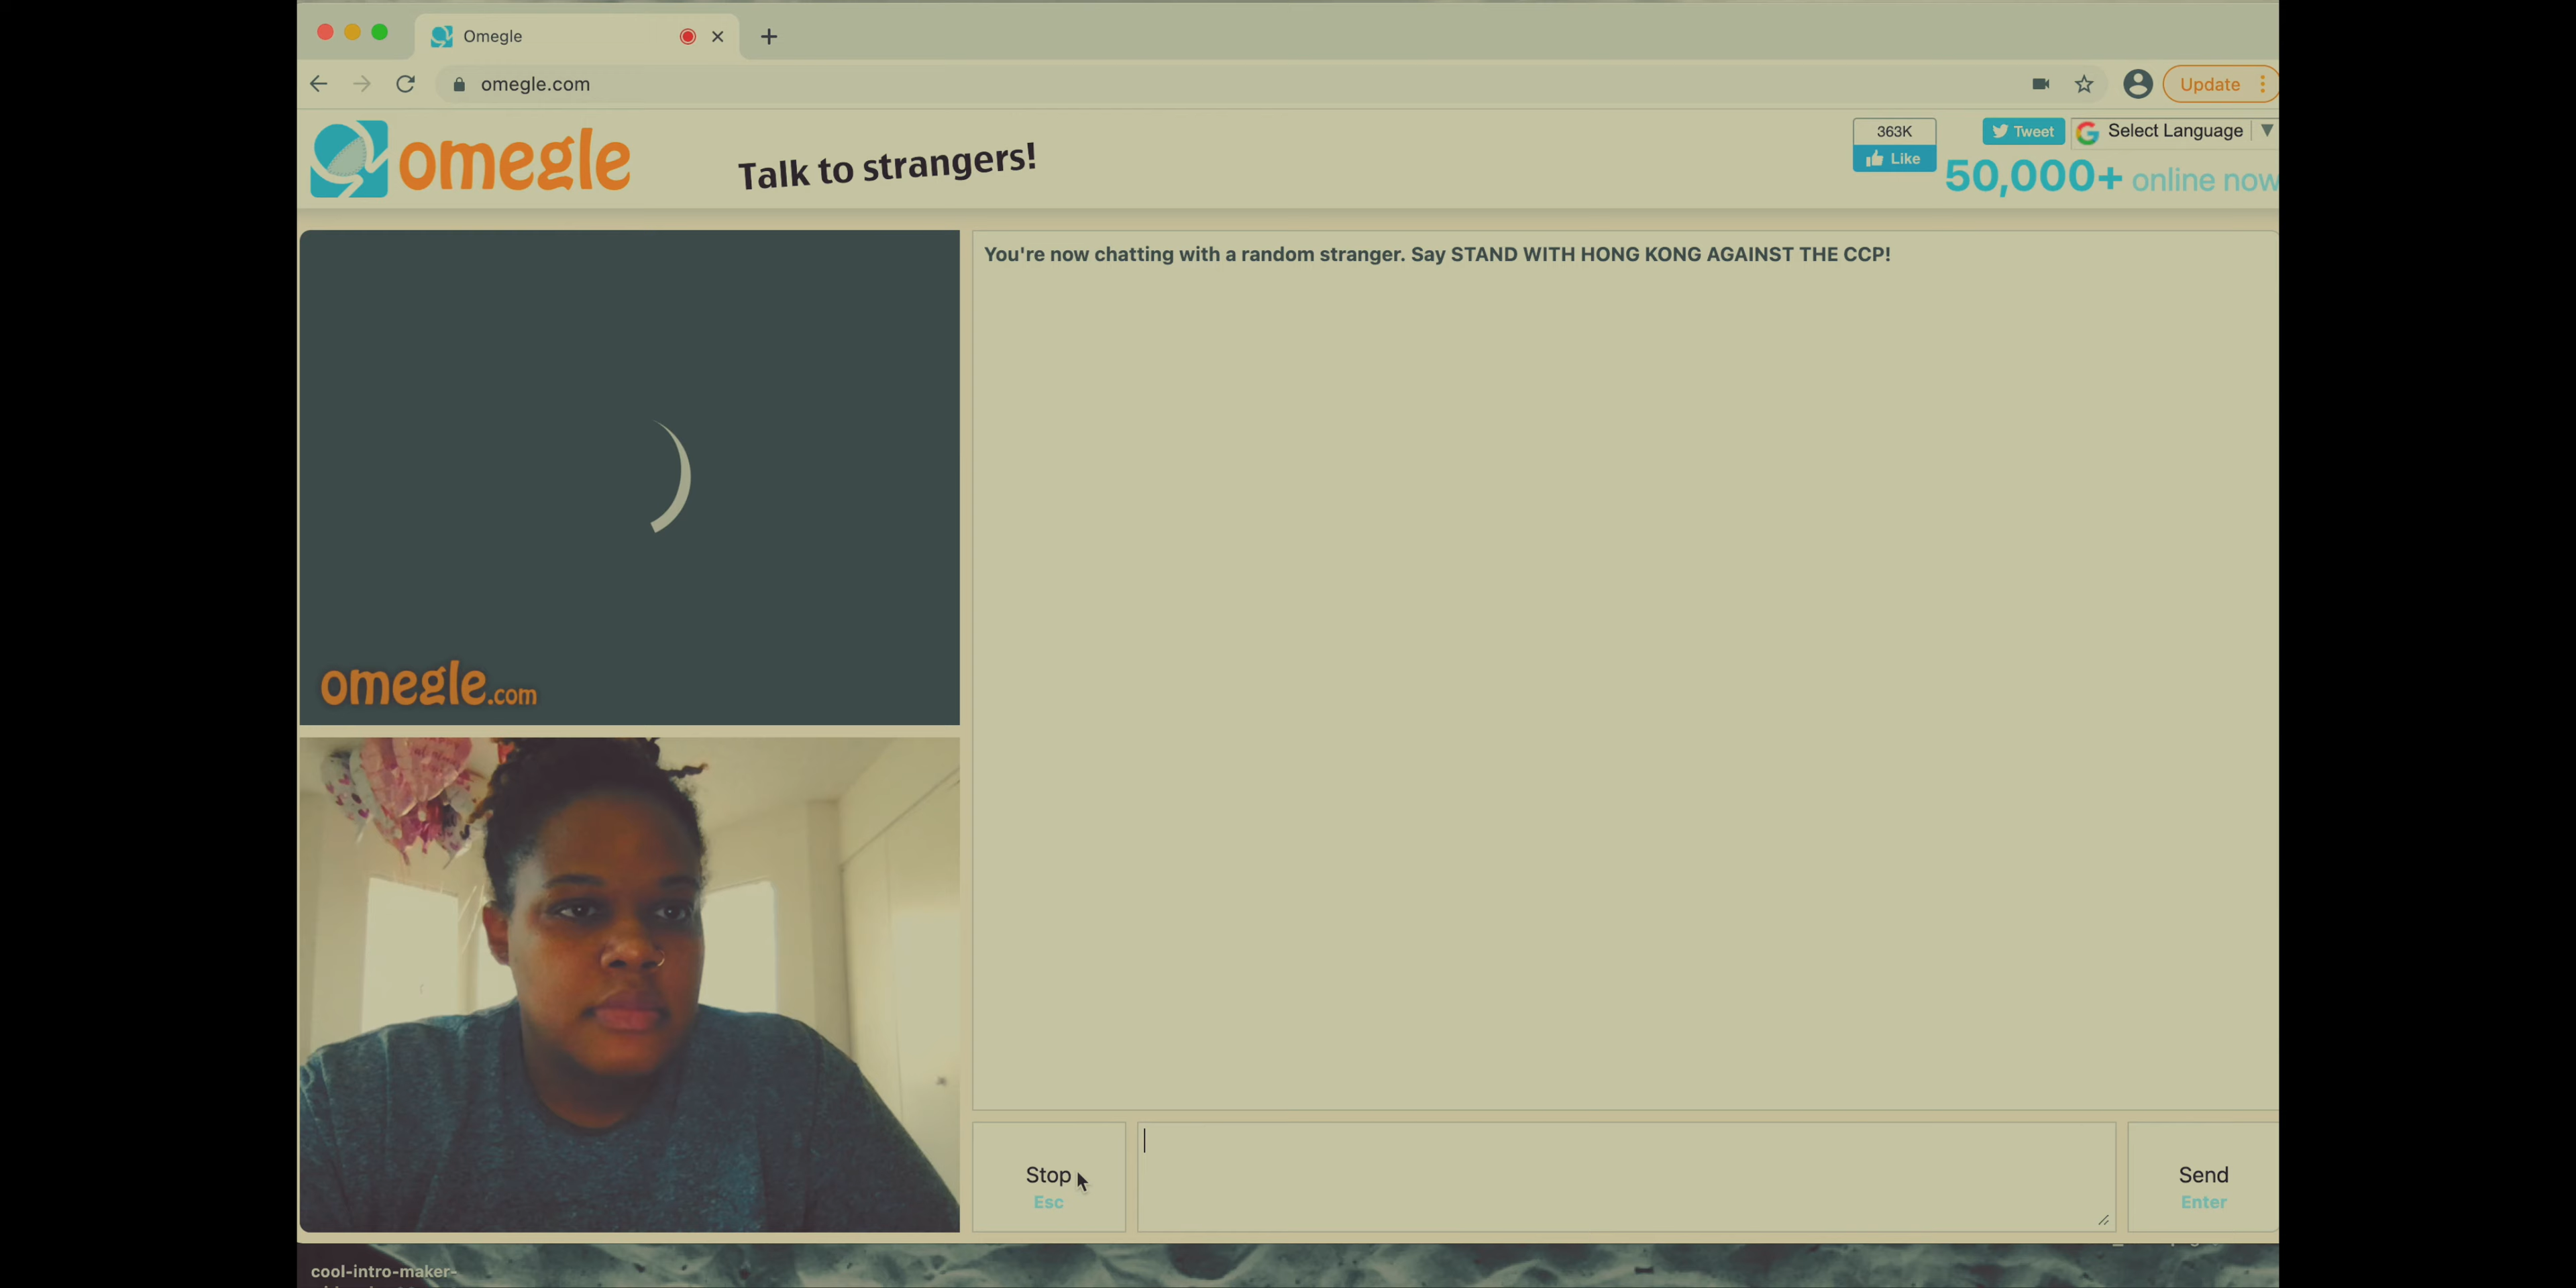 Omegle
omegle.com
omegle
Talk to strangers!
363K
Like
Tweet
Select Language
50,000+ online now
You're now chatting with a random stranger. Say STAND WITH HONG KONG AGAINST THE CCP!
omegle.com
Stop
Esc
Send
Enter
Update
cool-intro-maker-